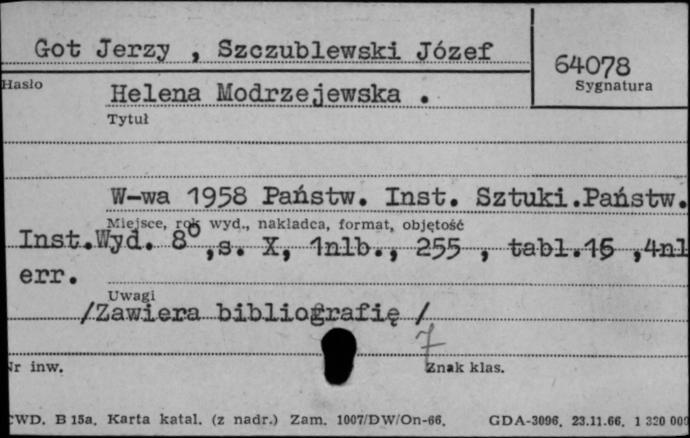 Got Jerzy , Szczublewski Józef
64078
Hasło
Sygnatura
Helena Modrzejewska .
Tytuł
W-wa 1958 Państw. Inst. Sztuki.Państw.
Miejsce, rok wyd., nakładca, format, objętość
Inst.Wyd. 8° ,s. X, 1nlb., 255 , tabl.16 ,4nl
err.
Uwagi
/Zawiera bibliografię /
7
Nr inw.
Znak klas.
CWD. B 15a. Karta katal. (z nadr.) Zam. 1007/DW/On-66. GDA-3096. 23.11.66. 1 320 000